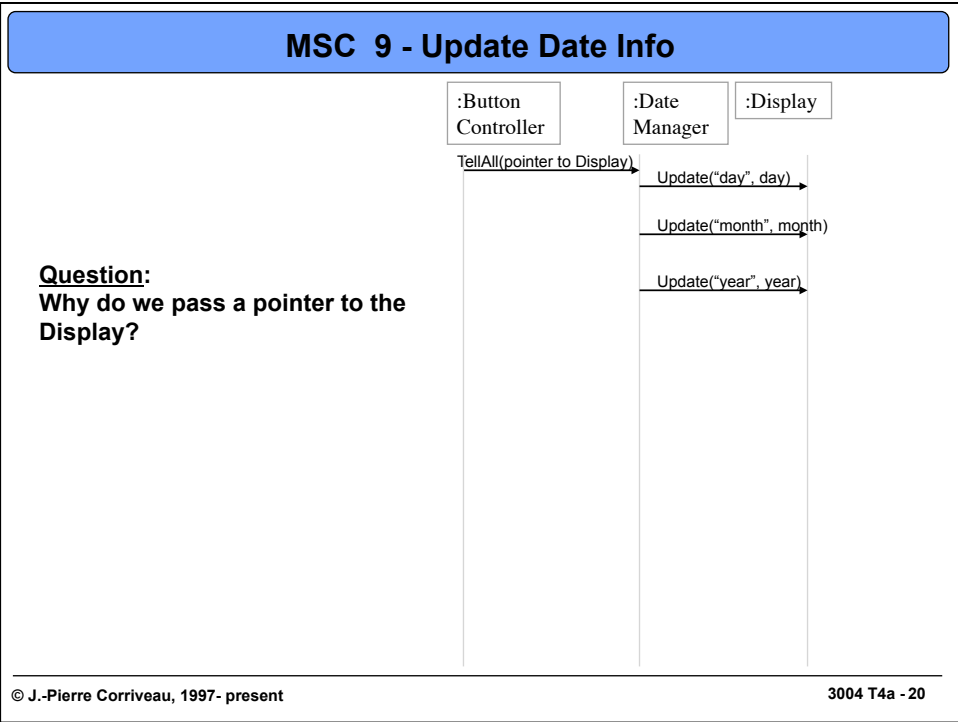 MSC 9 - Update Date Info
:Button
Controller
:Date
Manager
:Display
TellAll(pointer to Display)
Update(“day”, day)
Update(“month”, month)
Update(“year”, year)
Question:
Why do we pass a pointer to the
Display?
© J.-Pierre Corriveau, 1997- present
3004 T4a - 20